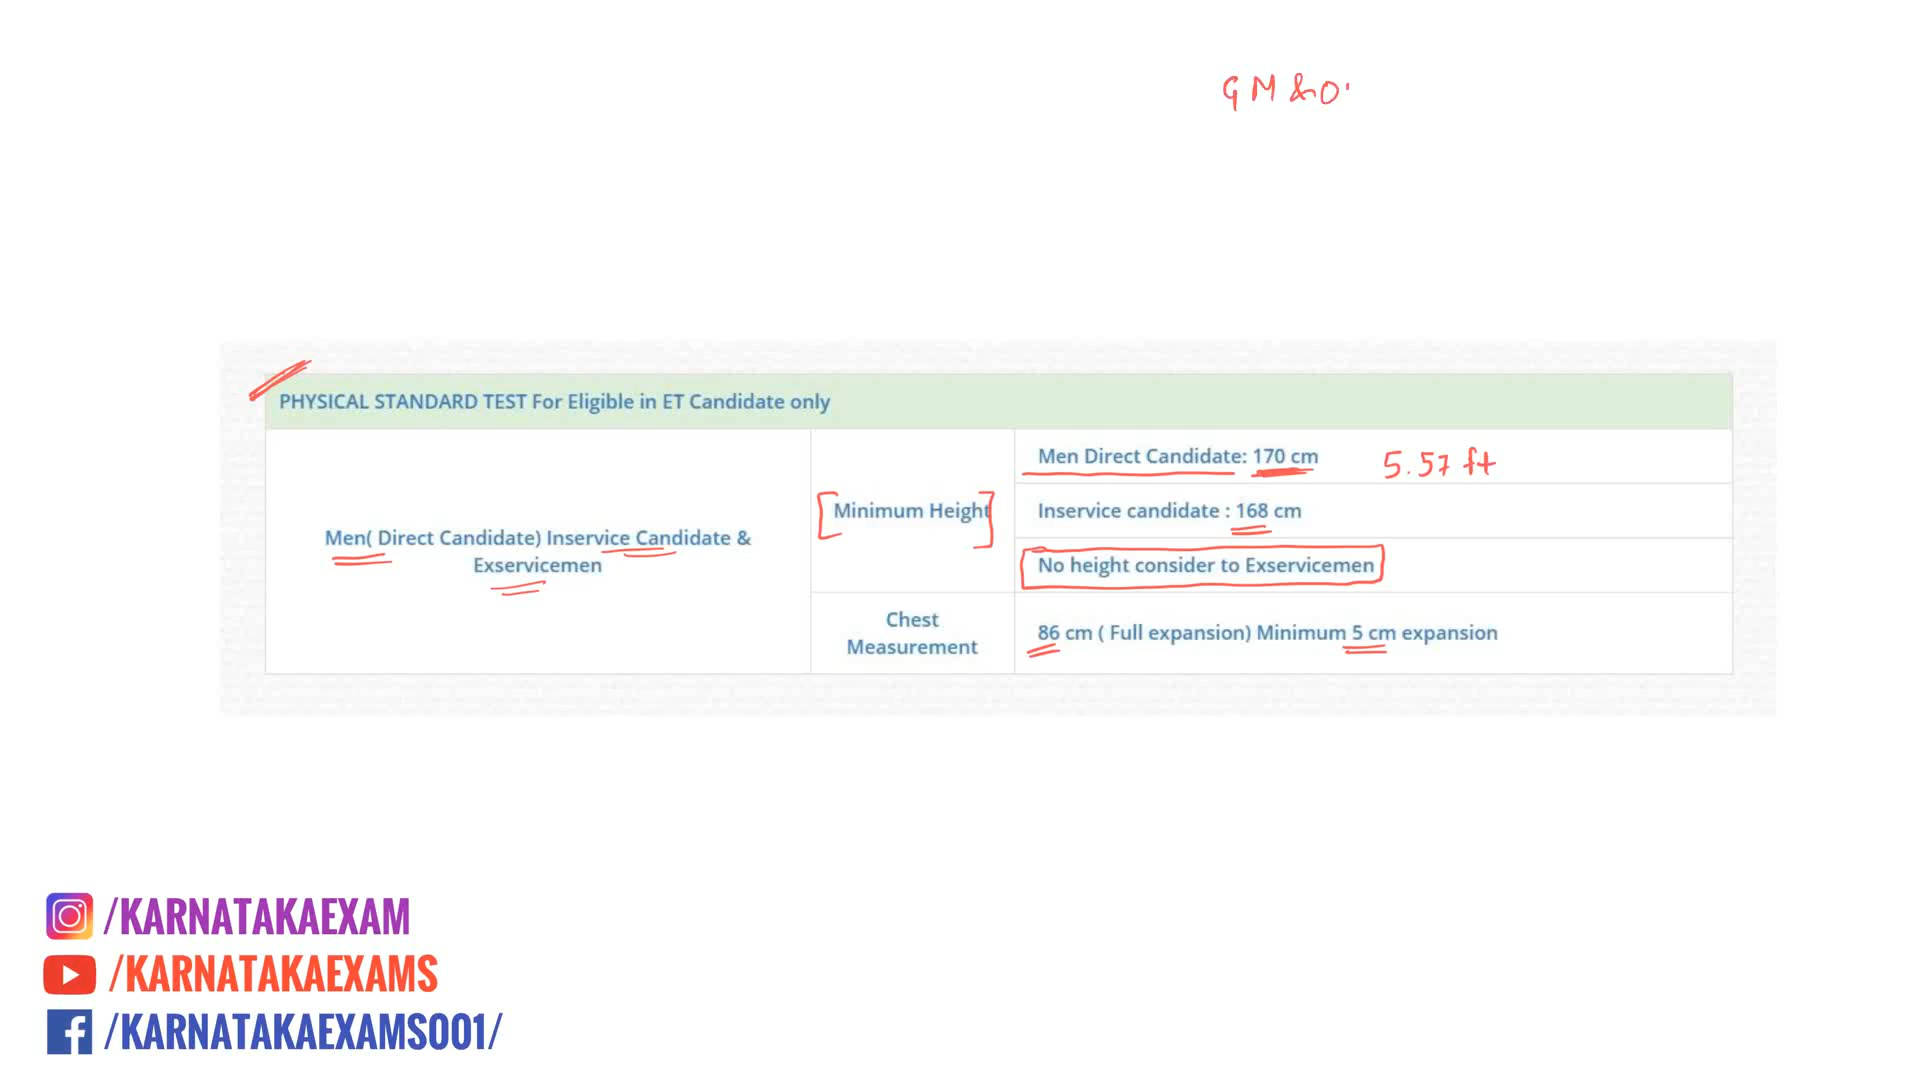 GM & O
PHYSICAL STANDARD TEST For Eligible in ET Candidate only
Men( Direct Candidate) Inservice Candidate &
Exservicemen
Minimum Height
Men Direct Candidate: 170 cm
5.57 ft
Inservice candidate : 168 cm
No height consider to Exservicemen
Chest
Measurement
86 cm ( Full expansion) Minimum 5 cm expansion
/KARNATAKAEXAM
/KARNATAKAEXAMS
/KARNATAKAEXAMS001/